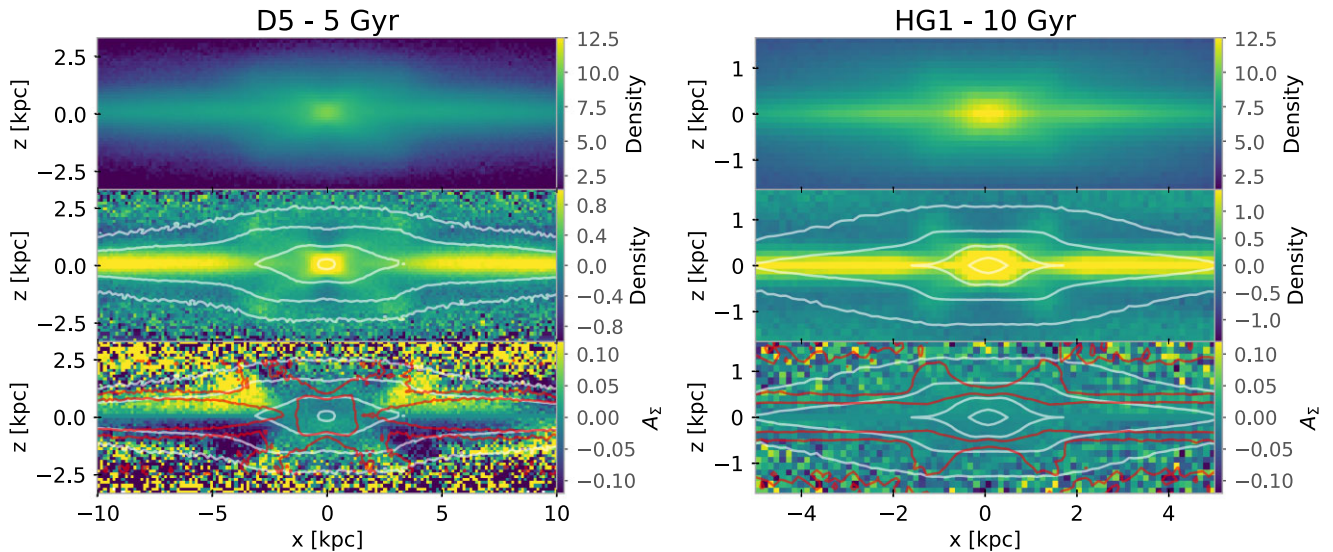 D5 - 5 Gyr
HG1 - 10 Gyr
z [kpc]
2.5
0.0
−2.5
12.5
10.0
7.5
5.0
2.5
Density
z [kpc]
1
0
−1
12.5
10.0
7.5
5.0
2.5
Density
z [kpc]
2.5
0.0
−2.5
0.8
0.4
0.0
−0.4
−0.8
Density
z [kpc]
1
0
−1
1.0
0.5
0.0
−0.5
−1.0
Density
z [kpc]
2.5
0.0
−2.5
0.10
0.05
0.00
−0.05
−0.10
AΣ
z [kpc]
1
0
−1
0.10
0.05
0.00
−0.05
−0.10
AΣ
−10 −5 0 5 10
x [kpc]
−4 −2 0 2 4
x [kpc]